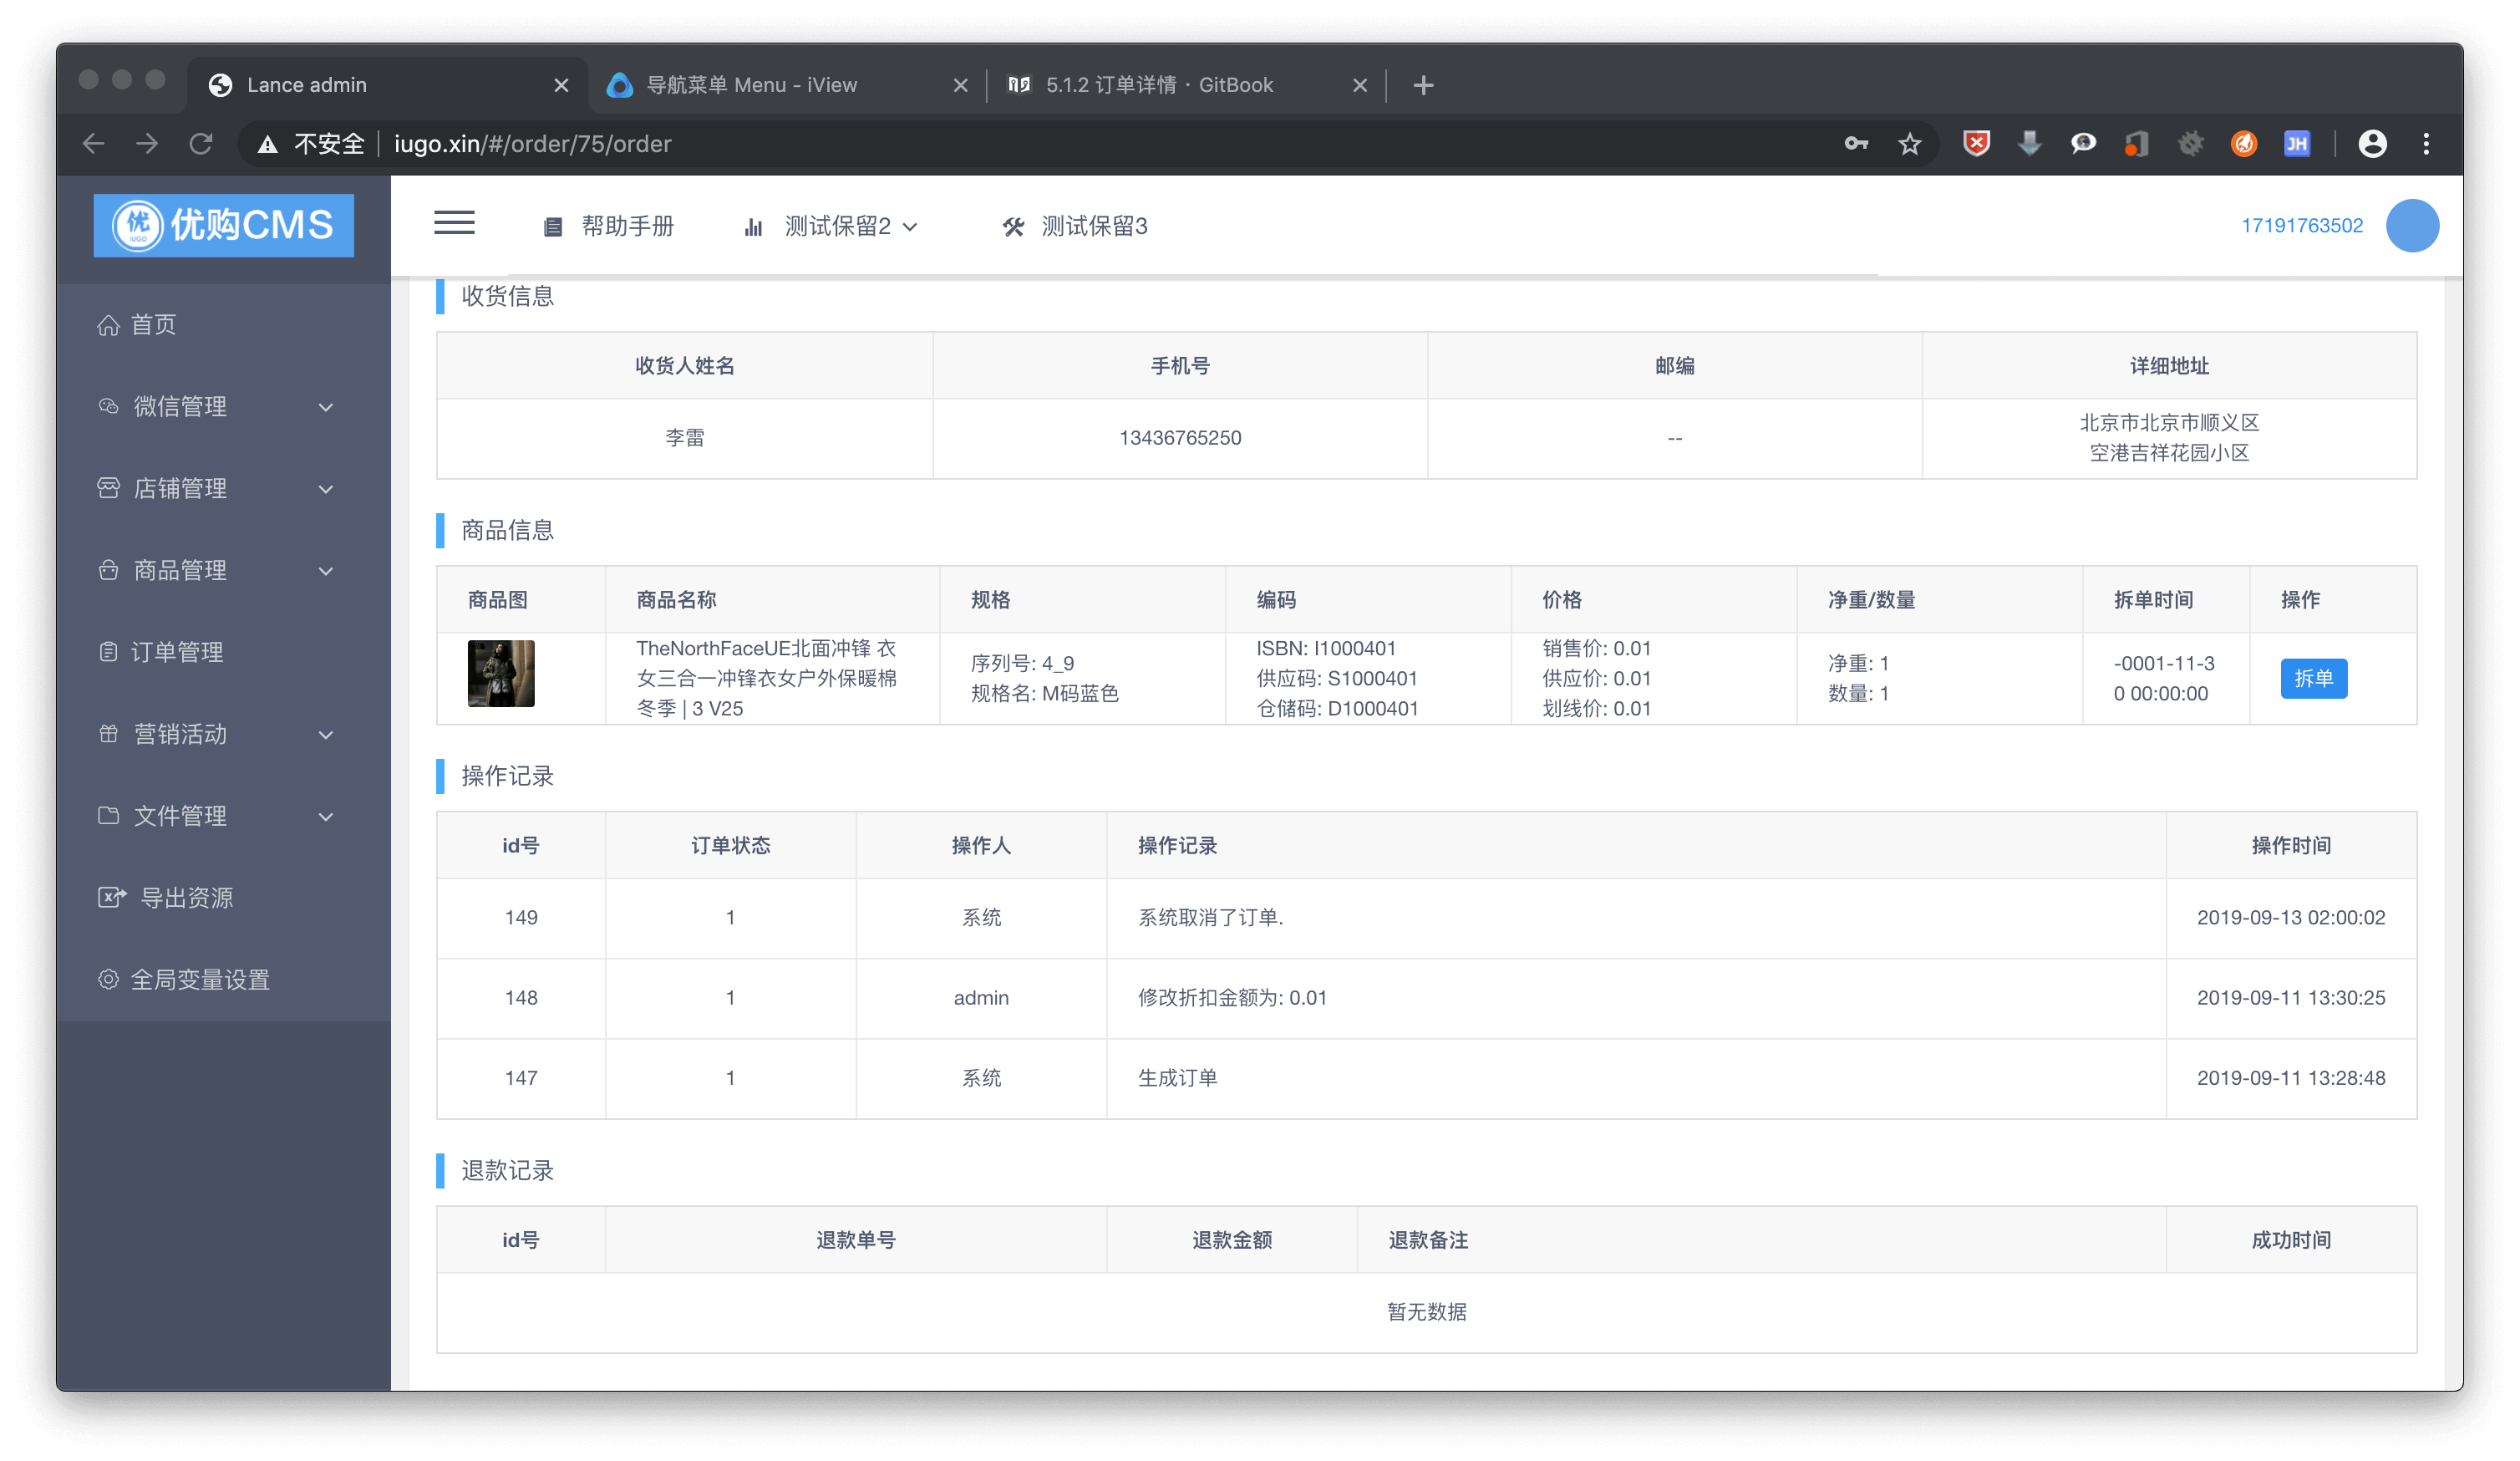 Lance admin
导航菜单 Menu - iView
5.1.2 订单详情 · GitBook
不安全
iugo.xin/#/order/75/order
JH
优 IUGO 优购CMS
帮助手册
测试保留2
测试保留3
17191763502
首页
微信管理
店铺管理
商品管理
订单管理
营销活动
文件管理
导出资源
全局变量设置
收货信息
收货人姓名 手机号 邮编 详细地址
李雷 13436765250 -- 北京市北京市顺义区
空港吉祥花园小区
商品信息
商品图 商品名称 规格 编码 价格 净重/数量 拆单时间 操作
TheNorthFaceUE北面冲锋 衣
女三合一冲锋衣女户外保暖棉
冬季 | 3 V25
序列号: 4_9
规格名: M码蓝色
ISBN: I1000401
供应码: S1000401
仓储码: D1000401
销售价: 0.01
供应价: 0.01
划线价: 0.01
净重: 1
数量: 1
-0001-11-3
0 00:00:00
拆单
操作记录
id号 订单状态 操作人 操作记录 操作时间
149 1 系统 系统取消了订单. 2019-09-13 02:00:02
148 1 admin 修改折扣金额为: 0.01 2019-09-11 13:30:25
147 1 系统 生成订单 2019-09-11 13:28:48
退款记录
id号 退款单号 退款金额 退款备注 成功时间
暂无数据